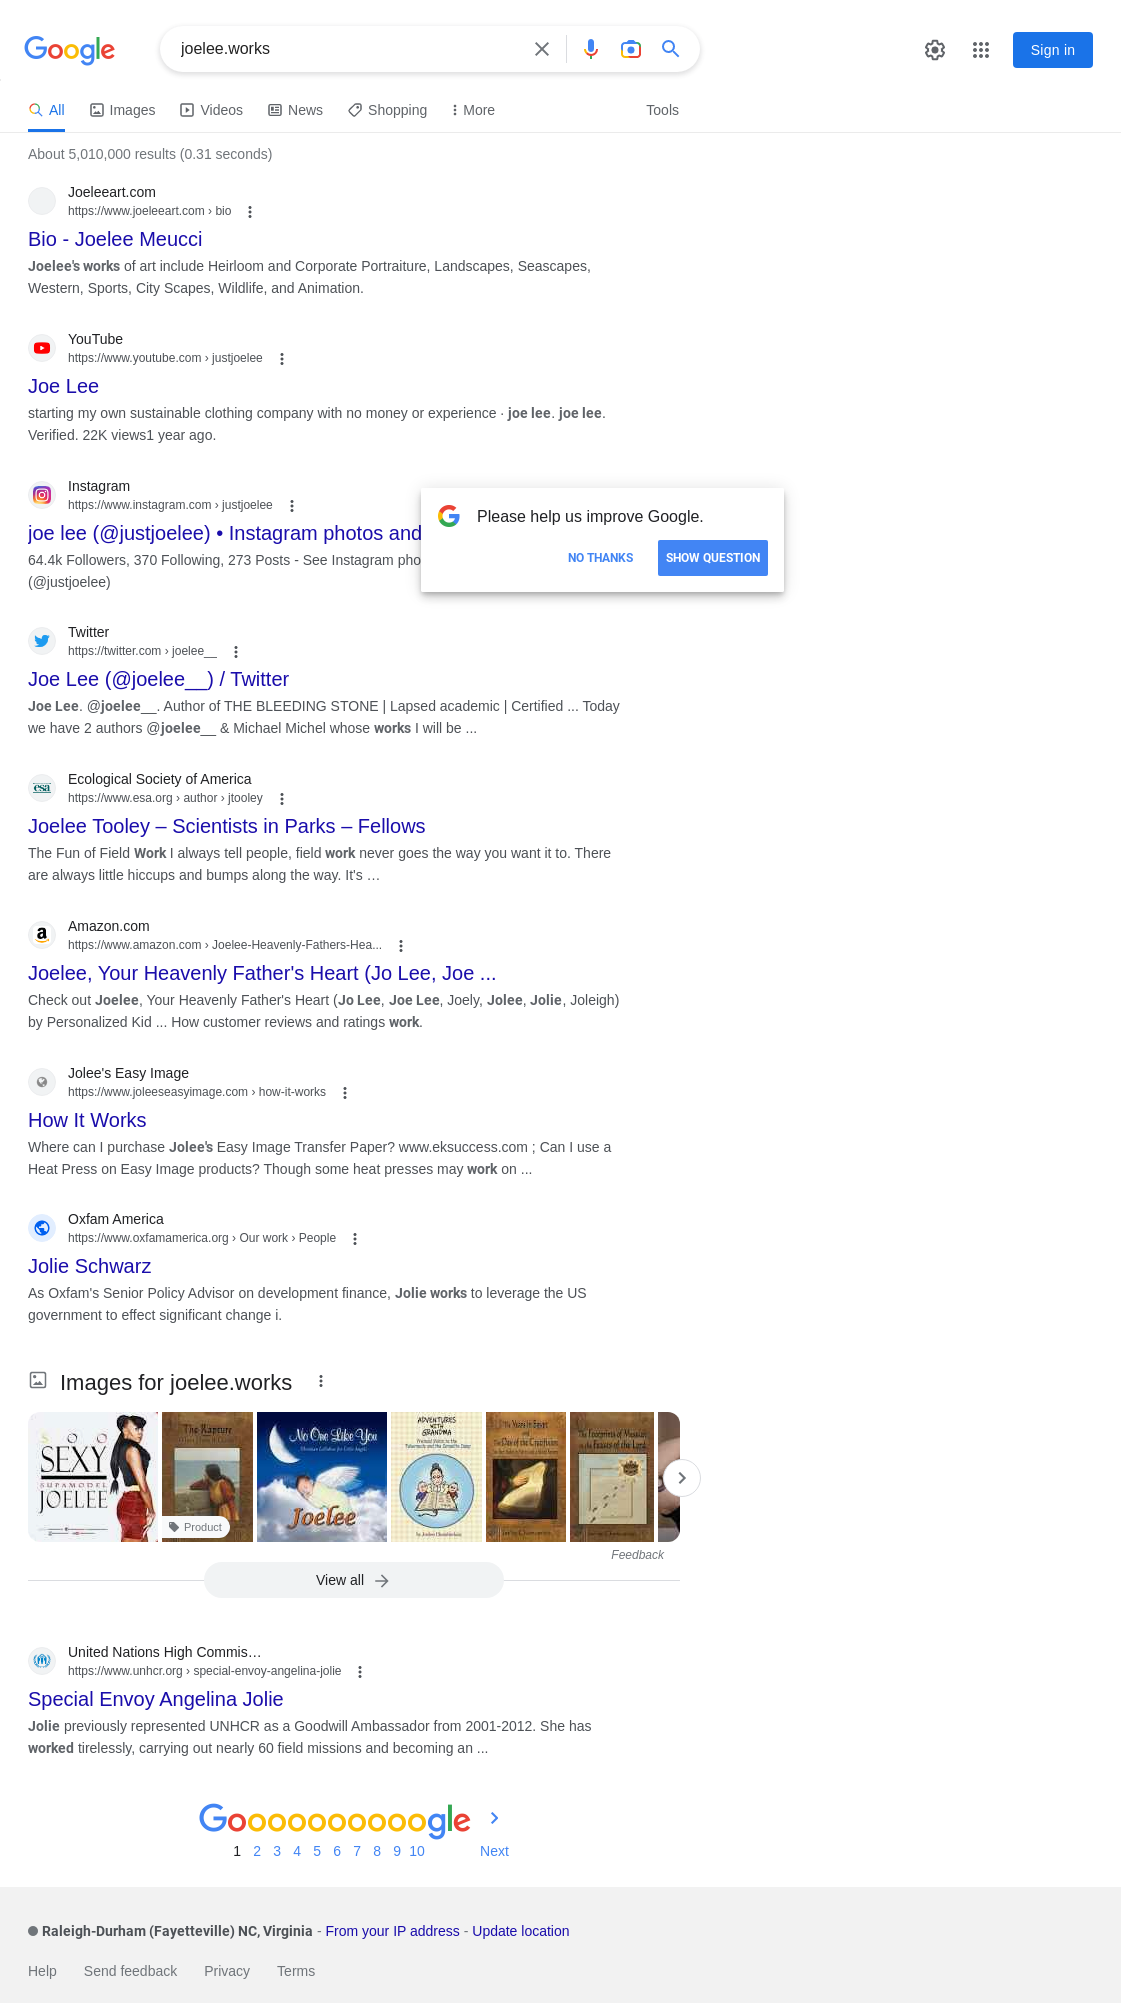 Google
joelee.works
Sign in
All
Images
Videos
News
Shopping
More
Tools
About 5,010,000 results (0.31 seconds)
Joeleeart.com
https://www.joeleeart.com › bio
Bio - Joelee Meucci
Joelee's works of art include Heirloom and Corporate Portraiture, Landscapes, Seascapes,
Western, Sports, City Scapes, Wildlife, and Animation.
YouTube
https://www.youtube.com › justjoelee
Joe Lee
starting my own sustainable clothing company with no money or experience · joe lee. joe lee.
Verified. 22K views1 year ago.
Instagram
https://www.instagram.com › justjoelee
joe lee (@justjoelee) • Instagram photos and
64.4k Followers, 370 Following, 273 Posts - See Instagram pho
(@justjoelee)
Please help us improve Google.
NO THANKS
SHOW QUESTION
Twitter
https://twitter.com › joelee__
Joe Lee (@joelee__) / Twitter
Joe Lee. @joelee__. Author of THE BLEEDING STONE | Lapsed academic | Certified ... Today
we have 2 authors @joelee__ & Michael Michel whose works I will be ...
esa
Ecological Society of America
https://www.esa.org › author › jtooley
Joelee Tooley – Scientists in Parks – Fellows
The Fun of Field Work I always tell people, field work never goes the way you want it to. There
are always little hiccups and bumps along the way. It's …
Amazon.com
https://www.amazon.com › Joelee-Heavenly-Fathers-Hea...
Joelee, Your Heavenly Father's Heart (Jo Lee, Joe ...
Check out Joelee, Your Heavenly Father's Heart (Jo Lee, Joe Lee, Joely, Jolee, Jolie, Joleigh)
by Personalized Kid ... How customer reviews and ratings work.
Jolee's Easy Image
https://www.joleeseasyimage.com › how-it-works
How It Works
Where can I purchase Jolee's Easy Image Transfer Paper? www.eksuccess.com ; Can I use a
Heat Press on Easy Image products? Though some heat presses may work on ...
Oxfam America
https://www.oxfamamerica.org › Our work › People
Jolie Schwarz
As Oxfam's Senior Policy Advisor on development finance, Jolie works to leverage the US
government to effect significant change i.
Images for joelee.works
SOO
SEXY
SUPAMODEL
JOELEE
The Rapture
Product
No One Like You
Joelee
ADVENTURES
WITH
GRANDMA
Feedback
View all
United Nations High Commis…
https://www.unhcr.org › special-envoy-angelina-jolie
Special Envoy Angelina Jolie
Jolie previously represented UNHCR as a Goodwill Ambassador from 2001-2012. She has
worked tirelessly, carrying out nearly 60 field missions and becoming an ...
Goooooooooogle
1 2 3 4 5 6 7 8 9 10 Next
Raleigh-Durham (Fayetteville) NC, Virginia - From your IP address - Update location
Help
Send feedback
Privacy
Terms